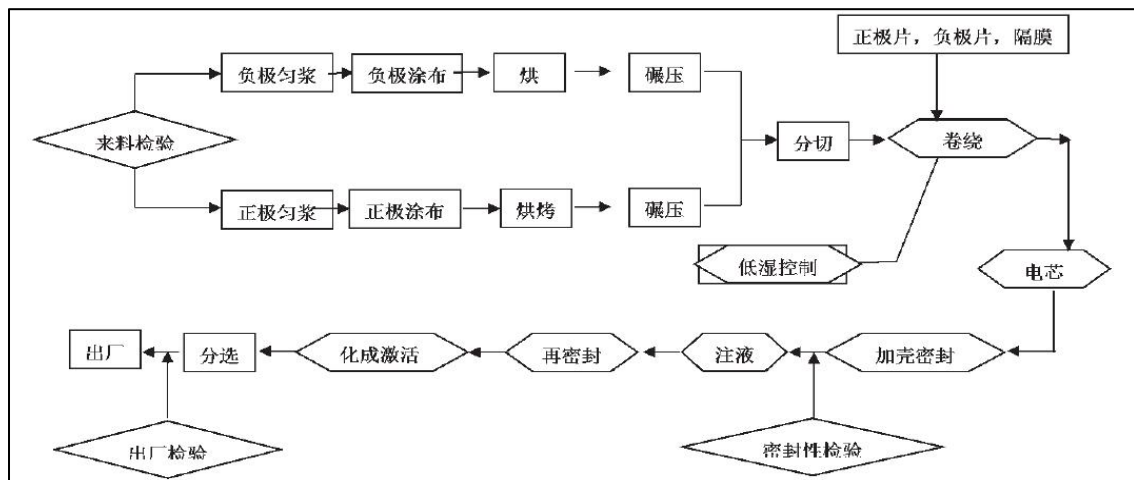 正极片，负极片，隔膜
负极匀浆
负极涂布
烘
碾压
来料检验
分切
卷绕
正极匀浆
正极涂布
烘烤
碾压
低湿控制
电芯
出厂
分选
化成激活
再密封
注液
加壳密封
出厂检验
密封性检验